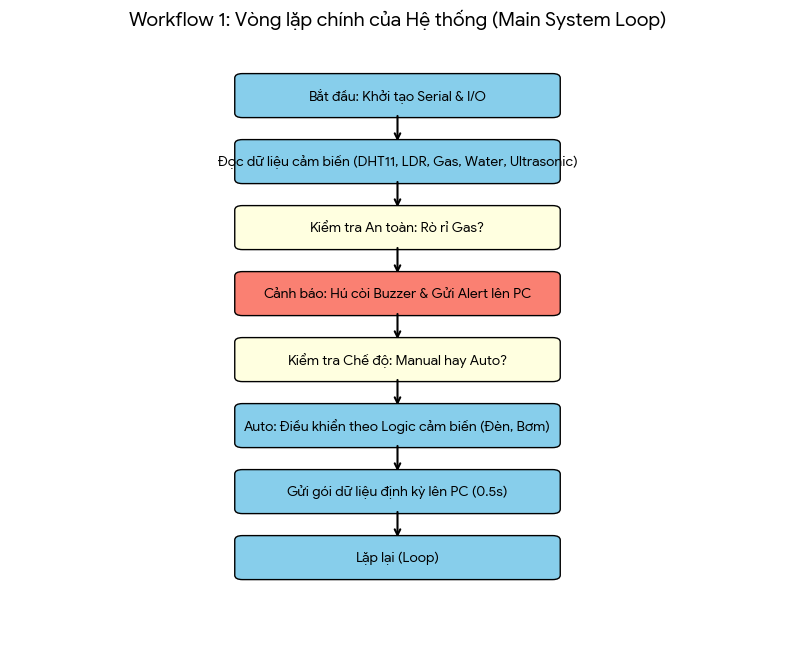 Workflow 1: Vòng lặp chính của Hệ thống (Main System Loop)
Bắt đầu: Khởi tạo Serial & I/O
Đọc dữ liệu cảm biến (DHT11, LDR, Gas, Water, Ultrasonic)
Kiểm tra An toàn: Rò rỉ Gas?
Cảnh báo: Hú còi Buzzer & Gửi Alert lên PC
Kiểm tra Chế độ: Manual hay Auto?
Auto: Điều khiển theo Logic cảm biến (Đèn, Bơm)
Gửi gói dữ liệu định kỳ lên PC (0.5s)
Lặp lại (Loop)